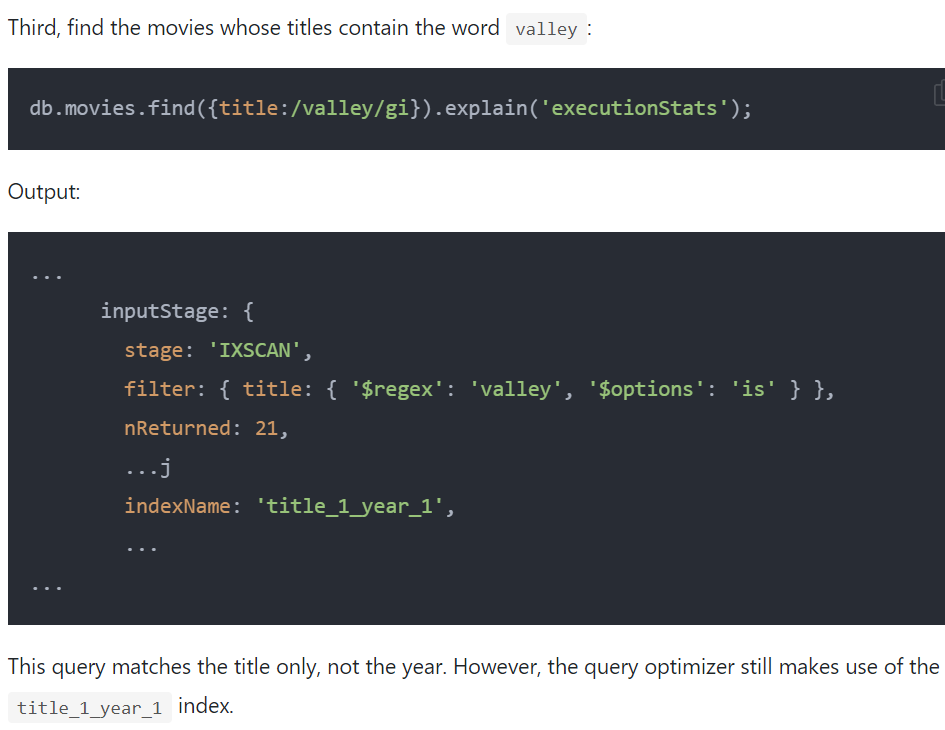 Third, find the movies whose titles contain the word valley:
db.movies.find({title:/valley/gi}).explain('executionStats');
Output:
...
inputStage: {
stage: 'IXSCAN',
filter: { title: { '$regex': 'valley', '$options': 'is' } },
nReturned: 21,
...j
indexName: 'title_1_year_1',
...
...
This query matches the title only, not the year. However, the query optimizer still makes use of the
title_1_year_1 index.